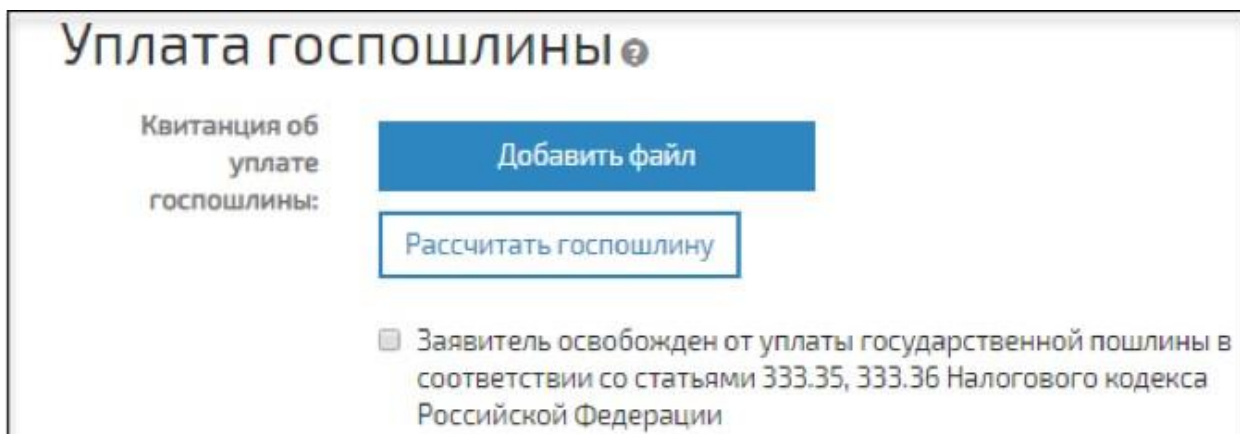 Уплата госпошлины
Квитанция об
уплате
госпошлины:
Добавить файл
Рассчитать госпошлину
Заявитель освобожден от уплаты государственной пошлины в
соответствии со статьями 333.35, 333.36 Налогового кодекса
Российской Федерации